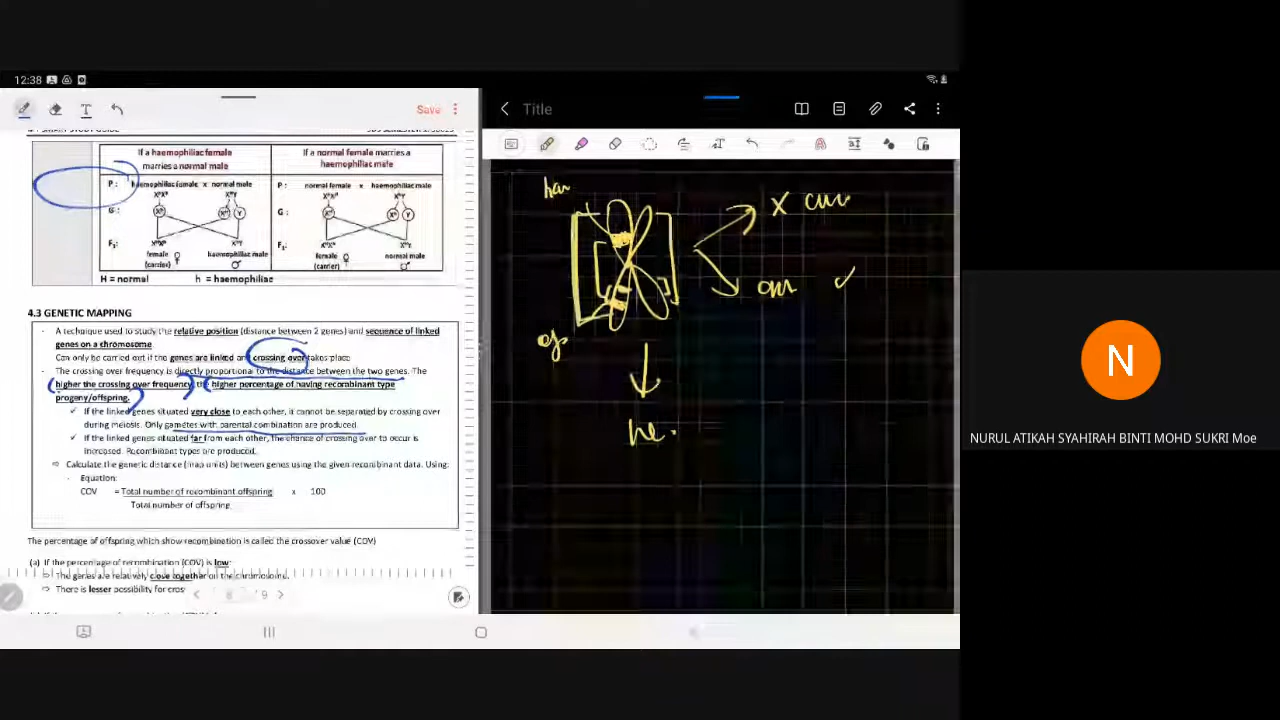 12:38
Save
Title
If a haemophiliac female
marries a normal male
If a normal female marries a
haemophiliac male
P : haemophiliac female x normal male
P : normal female x haemophiliac male
G :
G :
F₁:
F₁:
female
(carrier) ♀
haemophiliac male
♂
female
(carrier) ♀
normal male
♂
H = normal h = haemophiliac
4.3 GENETIC MAPPING
- A technique used to study the relative position (distance between 2 genes) and sequence of linked
genes on a chromosome
Can only be carried out if the genes are linked and crossing over takes place
- The crossing over frequency is directly proportional to the distance between the two genes. The
higher the crossing over frequency, the higher percentage of having recombinant type
progeny/offspring.
✓ If the linked genes situated very close to each other, it cannot be separated by crossing over
during meiosis. Only gametes with parental combination are produced.
✓ If the linked genes situated far from each other, the chance of crossing over to occur is
increased. Recombinant types are produced.
⇨ Calculate the genetic distance (map units) between genes using the given recombinant data. Using:
- Equation:
COV = Total number of recombinant offspring x 100
Total number of offspring
The percentage of offspring which show recombination is called the crossover value (COV)
(a) If the percentage of recombination (COV) is low:
⇨ The genes are relatively close together on the chromosome.
⇨ There is lesser possibility for cros
8 / 9
N
NURUL ATIKAH SYAHIRAH BINTI MOHD SUKRI Moe